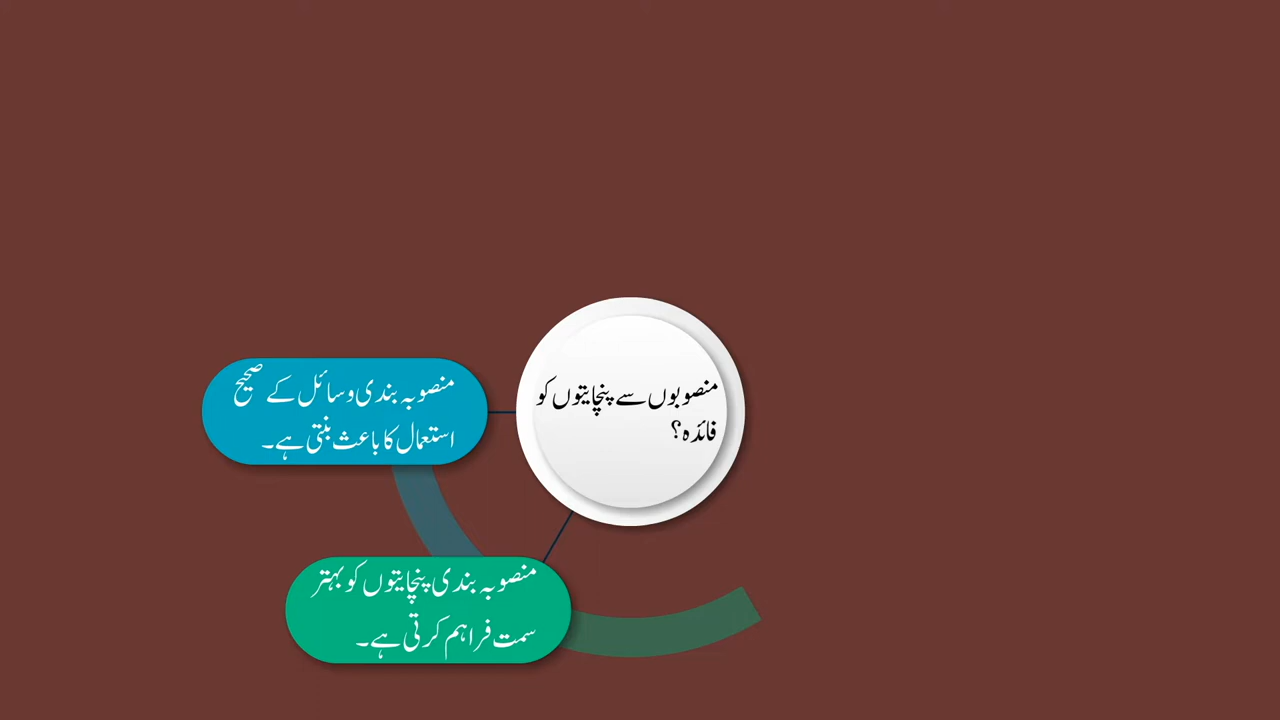 منصوبوں سے پنچایتوں کو
فائدہ؟
منصوبہ بندی وسائل کے صحیح
استعمال کا باعث بنتی ہے۔
منصوبہ بندی پنچایتوں کو بہتر
سمت فراہم کرتی ہے۔